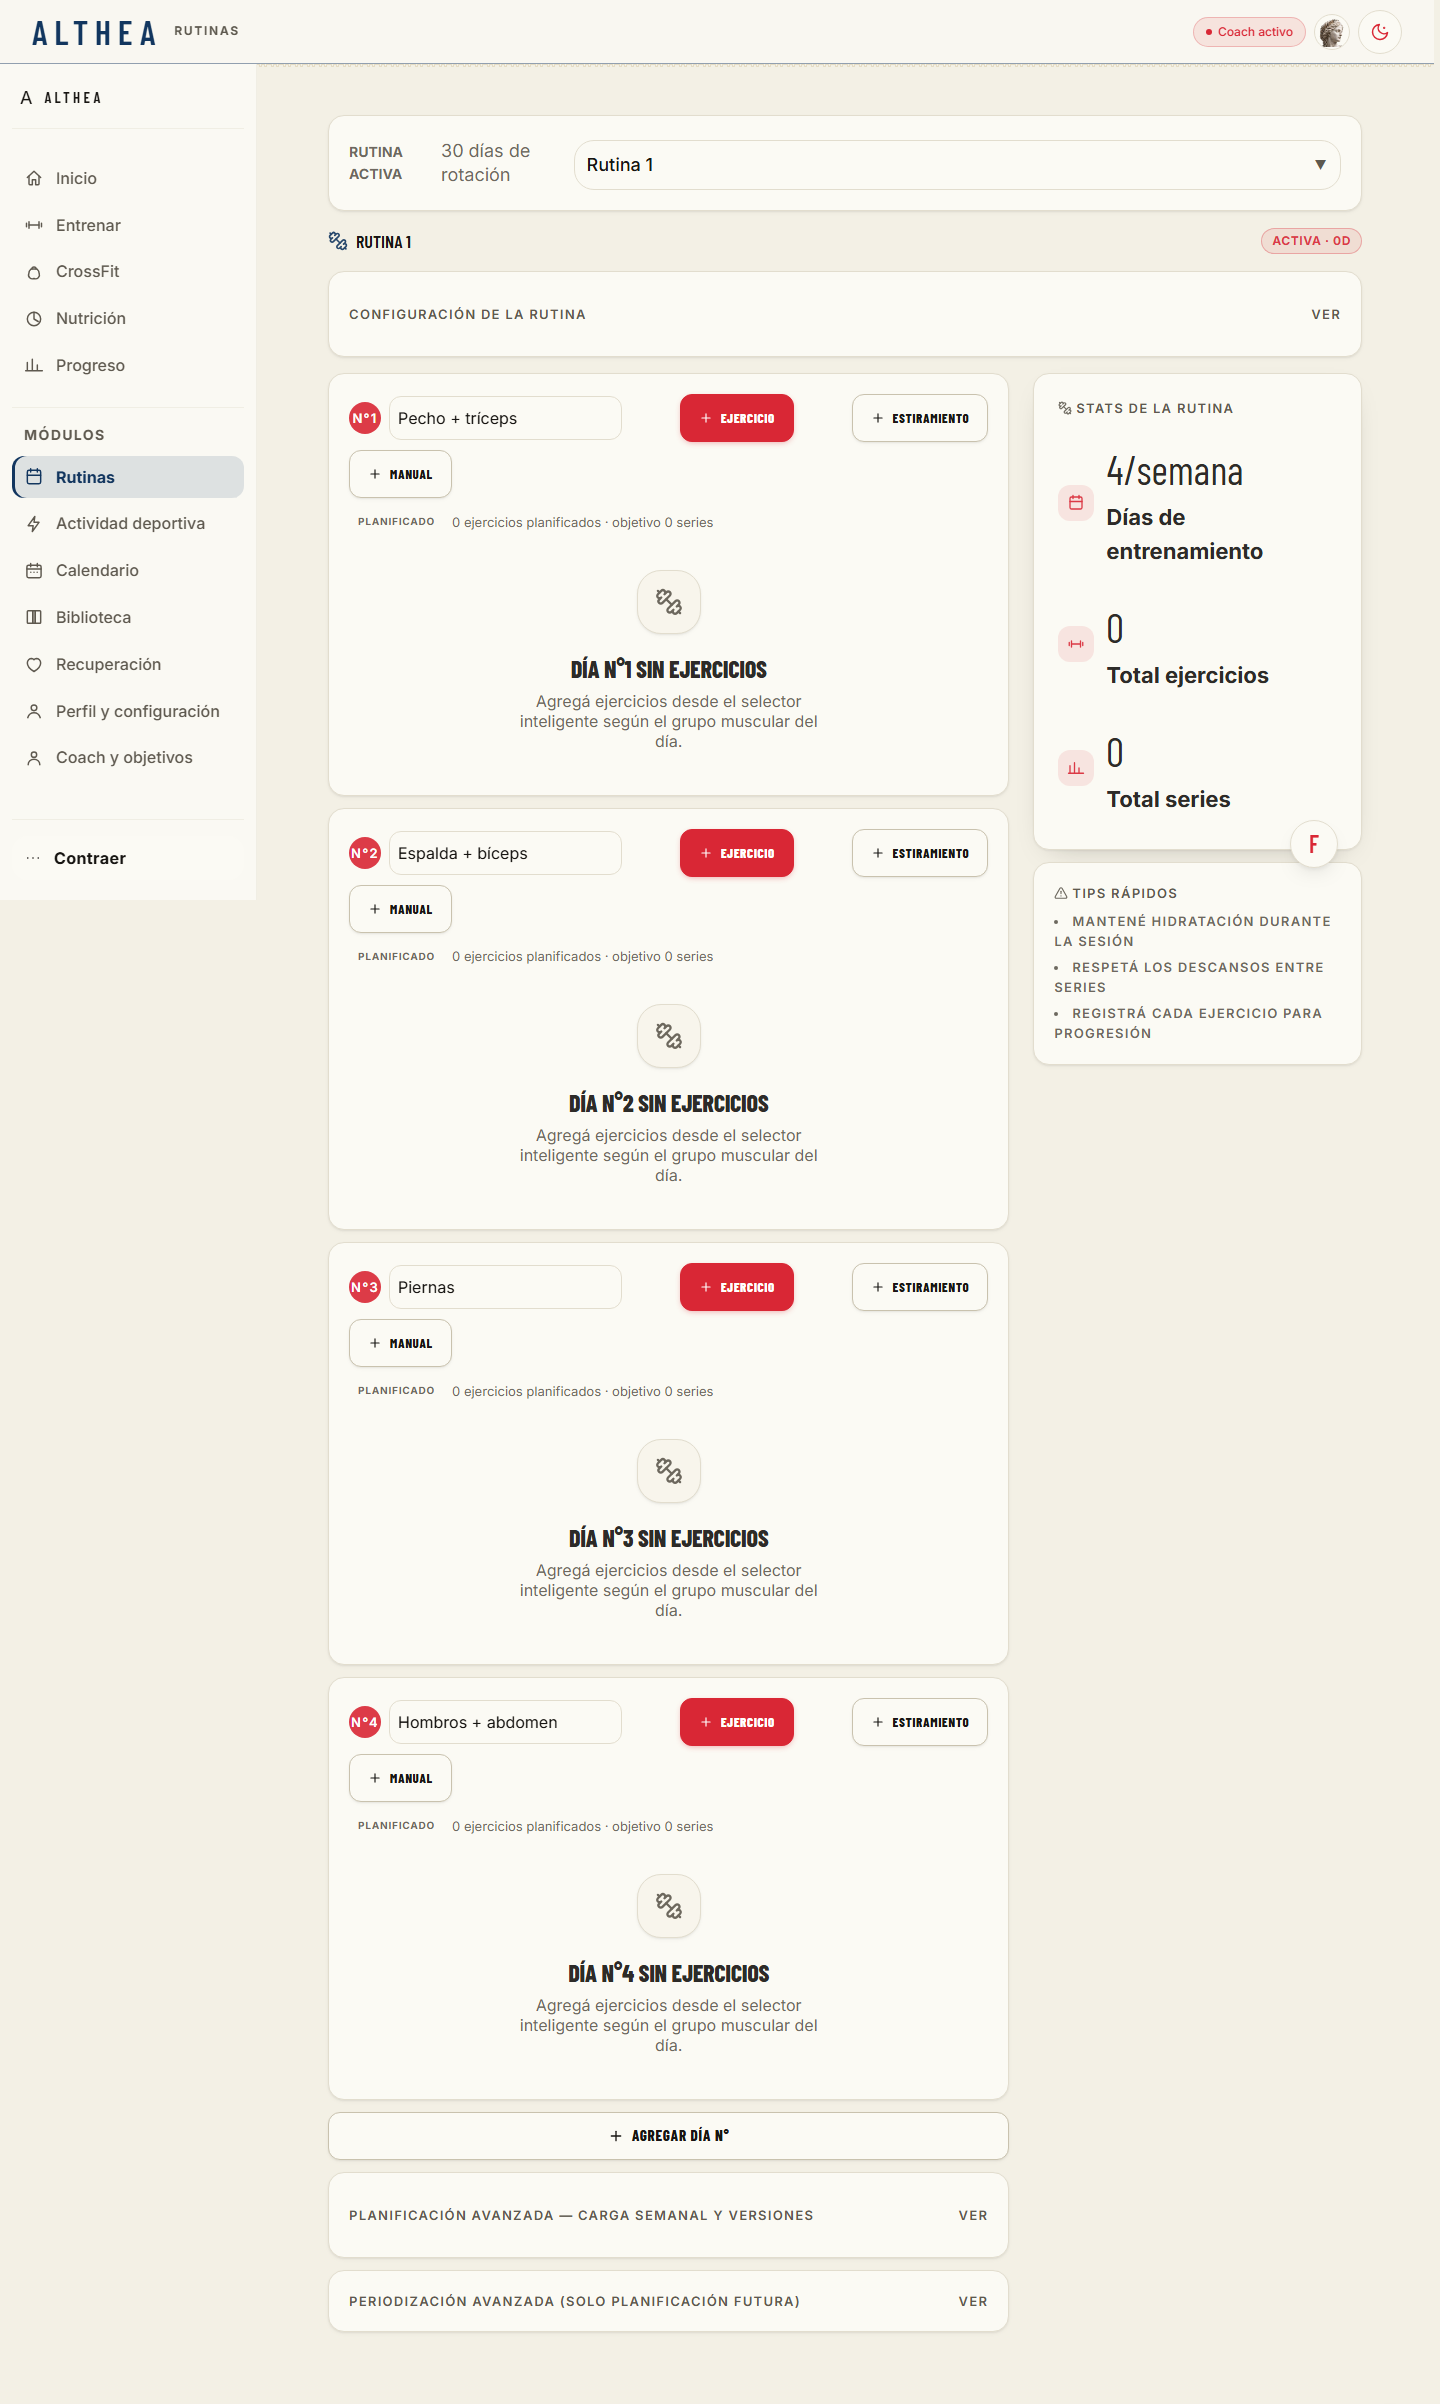 ALTHEA RUTINAS
Coach activo
A ALTHEA
Inicio
Entrenar
CrossFit
Nutrición
Progreso
MÓDULOS
Rutinas
Actividad deportiva
Calendario
Biblioteca
Recuperación
Perfil y configuración
Coach y objetivos
··· Contraer
RUTINA
ACTIVA
30 días de
rotación
Rutina 1
RUTINA 1
ACTIVA · 0D
CONFIGURACIÓN DE LA RUTINA VER
N°1 Pecho + tríceps + EJERCICIO + ESTIRAMIENTO
+ MANUAL
PLANIFICADO 0 ejercicios planificados · objetivo 0 series
DÍA N°1 SIN EJERCICIOS
Agregá ejercicios desde el selector
inteligente según el grupo muscular del
día.
N°2 Espalda + bíceps + EJERCICIO + ESTIRAMIENTO
+ MANUAL
PLANIFICADO 0 ejercicios planificados · objetivo 0 series
DÍA N°2 SIN EJERCICIOS
Agregá ejercicios desde el selector
inteligente según el grupo muscular del
día.
N°3 Piernas + EJERCICIO + ESTIRAMIENTO
+ MANUAL
PLANIFICADO 0 ejercicios planificados · objetivo 0 series
DÍA N°3 SIN EJERCICIOS
Agregá ejercicios desde el selector
inteligente según el grupo muscular del
día.
N°4 Hombros + abdomen + EJERCICIO + ESTIRAMIENTO
+ MANUAL
PLANIFICADO 0 ejercicios planificados · objetivo 0 series
DÍA N°4 SIN EJERCICIOS
Agregá ejercicios desde el selector
inteligente según el grupo muscular del
día.
+ AGREGAR DÍA N°
PLANIFICACIÓN AVANZADA — CARGA SEMANAL Y VERSIONES VER
PERIODIZACIÓN AVANZADA (SOLO PLANIFICACIÓN FUTURA) VER
STATS DE LA RUTINA
4/semana
Días de
entrenamiento
0
Total ejercicios
0
Total series
F
TIPS RÁPIDOS
• MANTENÉ HIDRATACIÓN DURANTE
LA SESIÓN
• RESPETÁ LOS DESCANSOS ENTRE
SERIES
• REGISTRÁ CADA EJERCICIO PARA
PROGRESIÓN